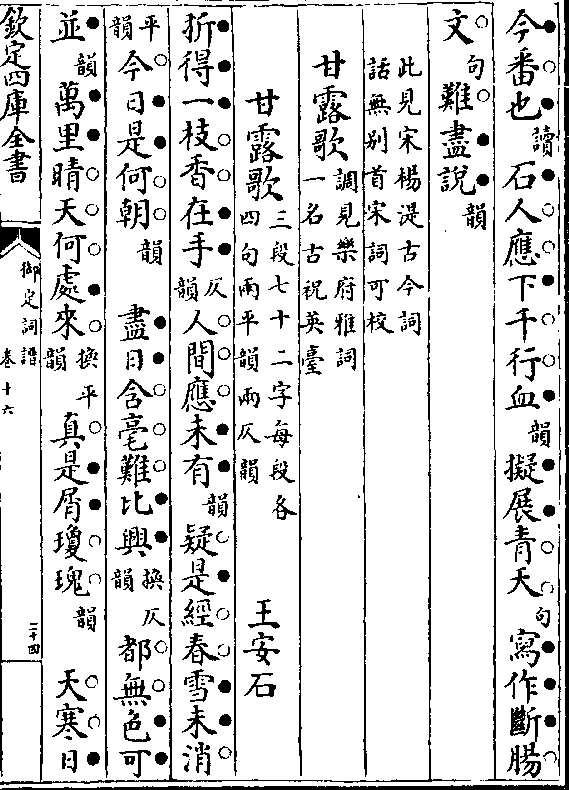 今番也讀石人應下千行血韻擬展青天句寫作斷腸
文句難盡說韻
此見宋楊湜古今詞
話無别首宋詞可校
甘露歌調見樂府雅詞
一名古祝英臺
甘露歌三段七十二字每段各
四句兩平韻兩仄韻
王安石
折得一枝香在手仄韻人間應未有韻疑是經春雪未消
平韻今日是何朝韻 盡日含毫難比興換仄韻都無色可
並韻萬里晴天何處來換平韻真是屑瓊瑰韻 天寒日
欽定四庫全書
御定詞譜
卷十六
二十四